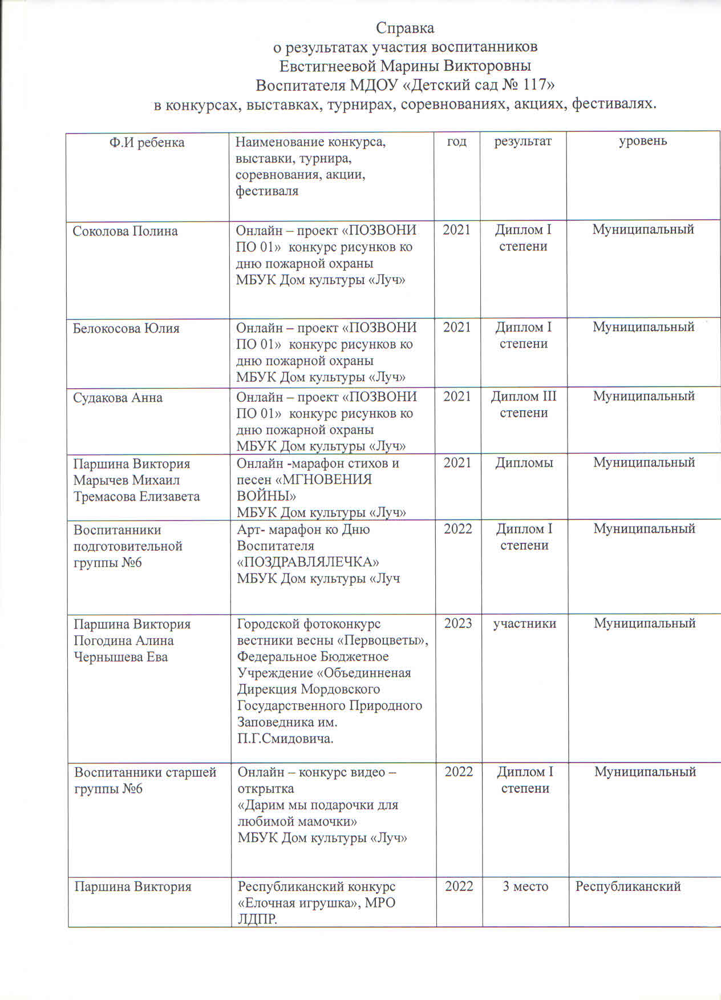 Справка
о результатах участия воспитанников
Евстигнеевой Марины Викторовны
Воспитателя МДОУ «Детский сад № 117»
в конкурсах, выставках, турнирах, соревнованиях, акциях, фестивалях.
Ф.И ребенка
Наименование конкурса,
выставки, турнира,
соревнования, акции,
фестиваля
год
результат
уровень
Соколова Полина
Онлайн – проект «ПОЗВОНИ
ПО 01» конкурс рисунков ко
дню пожарной охраны
МБУК Дом культуры «Луч»
2021
Диплом I
степени
Муниципальный
Белокосова Юлия
Онлайн – проект «ПОЗВОНИ
ПО 01» конкурс рисунков ко
дню пожарной охраны
МБУК Дом культуры «Луч»
2021
Диплом I
степени
Муниципальный
Судакова Анна
Онлайн – проект «ПОЗВОНИ
ПО 01» конкурс рисунков ко
дню пожарной охраны
МБУК Дом культуры «Луч»
2021
Диплом III
степени
Муниципальный
Паршина Виктория
Марычев Михаил
Тремасова Елизавета
Онлайн -марафон стихов и
песен «МГНОВЕНИЯ
ВОЙНЫ»
МБУК Дом культуры «Луч»
2021
Дипломы
Муниципальный
Воспитанники
подготовительной
группы №6
Арт- марафон ко Дню
Воспитателя
«ПОЗДРАВЛЯЛЕЧКА»
МБУК Дом культуры «Луч
2022
Диплом I
степени
Муниципальный
Паршина Виктория
Погодина Алина
Чернышева Ева
Городской фотоконкурс
вестники весны «Первоцветы»,
Федеральное Бюджетное
Учреждение «Объединненая
Дирекция Мордовского
Государственного Природного
Заповедника им.
П.Г.Смидовича.
2023
участники
Муниципальный
Воспитанники старшей
группы №6
Онлайн – конкурс видео –
открытка
«Дарим мы подарочки для
любимой мамочки»
МБУК Дом культуры «Луч»
2022
Диплом I
степени
Муниципальный
Паршина Виктория
Республиканский конкурс
«Елочная игрушка», МРО
ЛДПР.
2022
3 место
Республиканский